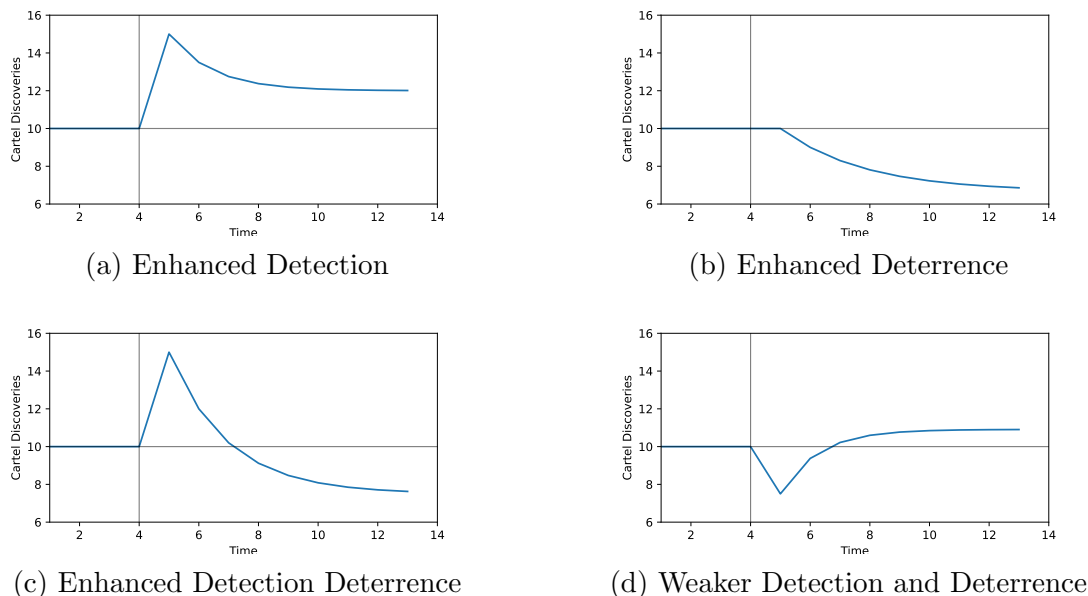 16
14
12
10
8
6
Cartel Discoveries
2 4 6 8 10 12 14
Time
(a) Enhanced Detection
16
14
12
10
8
6
Cartel Discoveries
2 4 6 8 10 12 14
Time
(b) Enhanced Deterrence
16
14
12
10
8
6
Cartel Discoveries
2 4 6 8 10 12 14
Time
(c) Enhanced Detection Deterrence
16
14
12
10
8
6
Cartel Discoveries
2 4 6 8 10 12 14
Time
(d) Weaker Detection and Deterrence